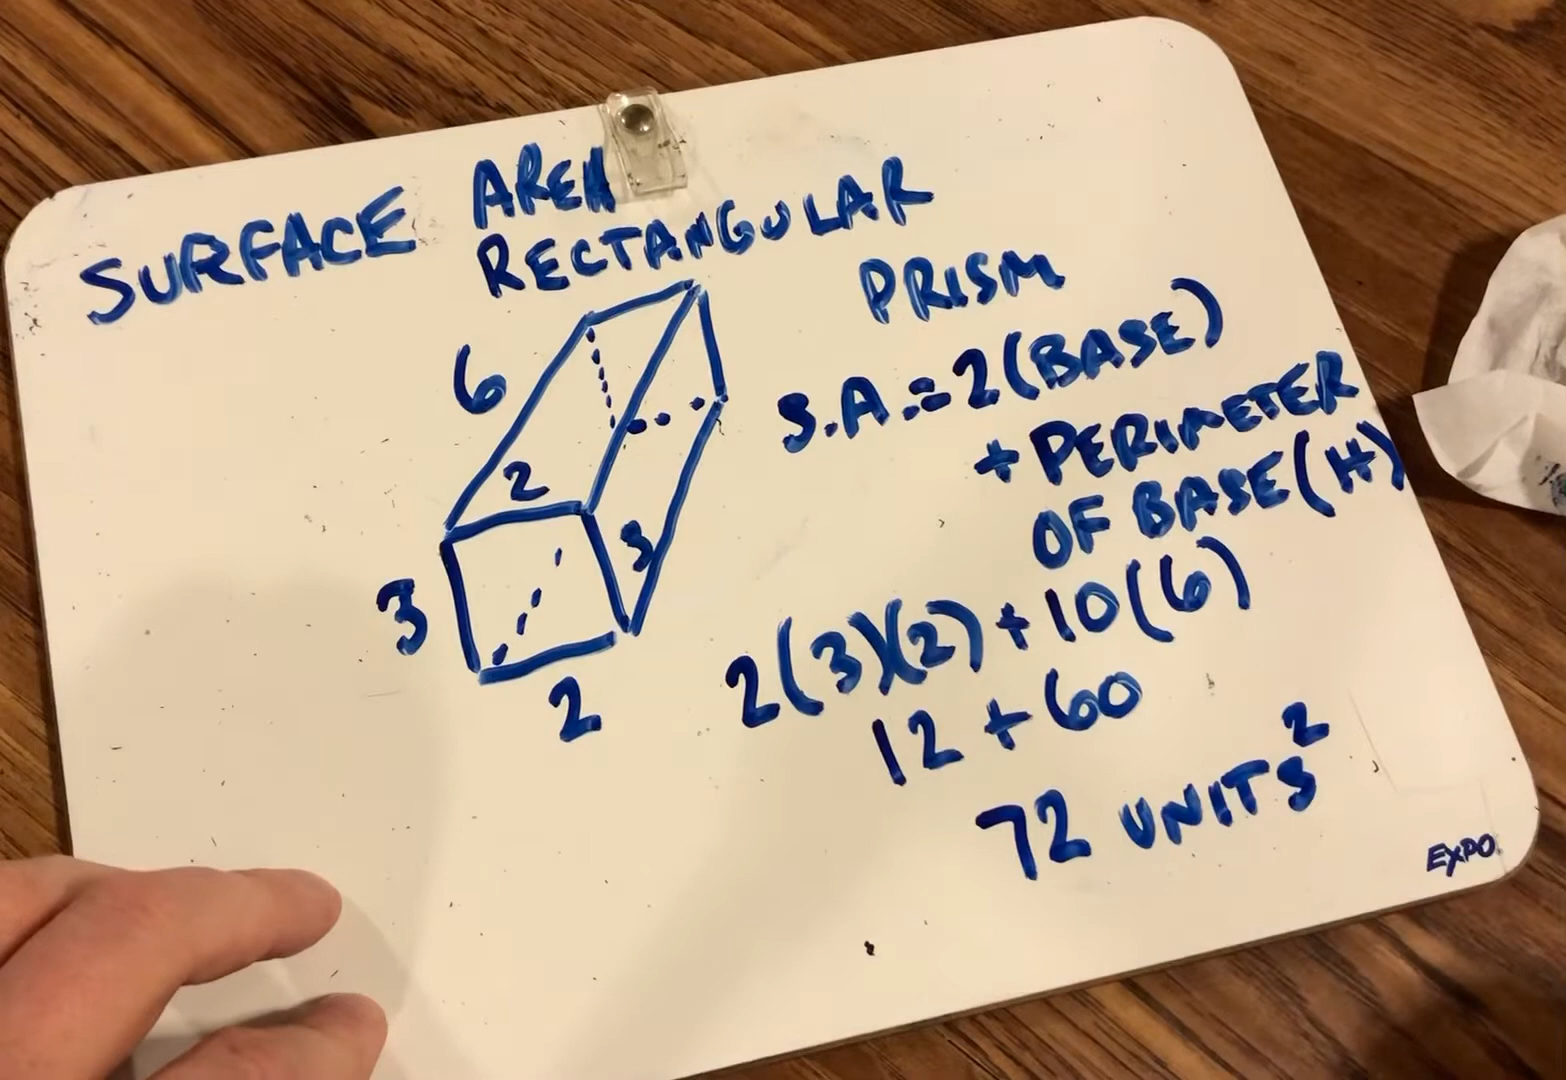 SURFACE AREA
RECTANGULAR
PRISM
6
2
3
3
2
S.A.=2(BASE)
+ PERIMETER
OF BASE(H)
2(3)(2)+10(6)
12+60
72 UNITS²
EXPO